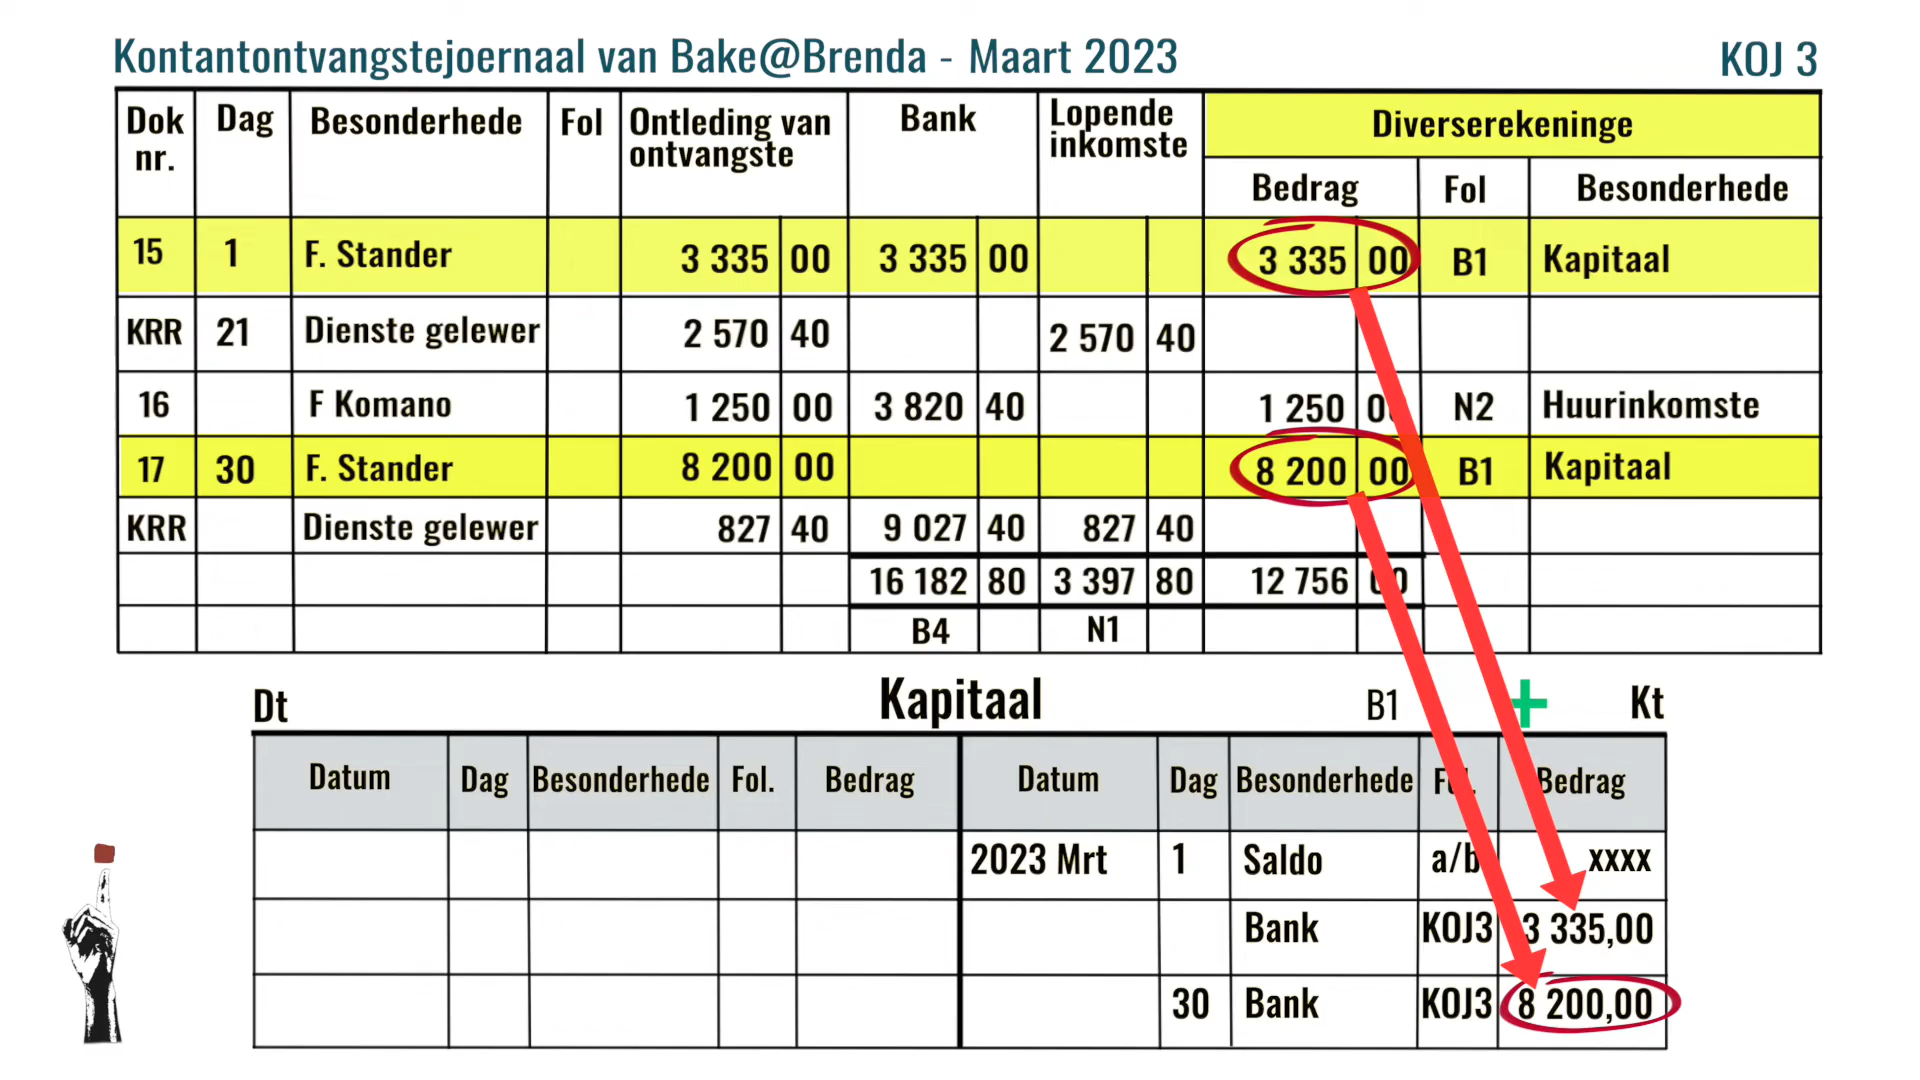 Kontantontvangstejoernaal van Bake@Brenda - Maart 2023 KOJ 3
Dok nr. Dag Besonderhede Fol Ontleding van ontvangste Bank Lopende inkomste Diverserekeninge
Bedrag Fol Besonderhede
15 1 F. Stander 3 335 00 3 335 00 3 335 00 B1 Kapitaal
KRR 21 Dienste gelewer 2 570 40 2 570 40
16 F Komano 1 250 00 3 820 40 1 250 00 N2 Huurinkomste
17 30 F. Stander 8 200 00 8 200 00 B1 Kapitaal
KRR Dienste gelewer 827 40 9 027 40 827 40
16 182 80 3 397 80 12 756 00
B4 N1
Dt Kapitaal B1 + Kt
Datum Dag Besonderhede Fol. Bedrag Datum Dag Besonderhede Fol. Bedrag
2023 Mrt 1 Saldo a/b xxxx
Bank KOJ3 3 335,00
30 Bank KOJ3 8 200,00